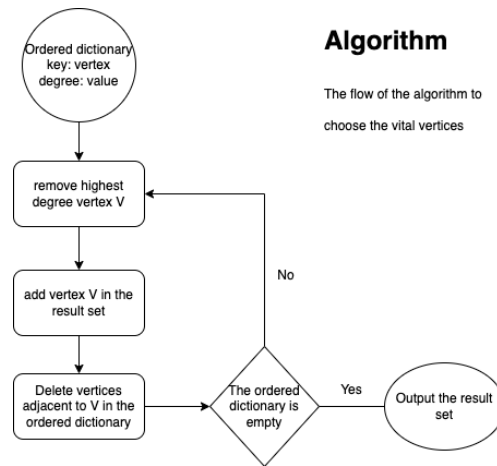 Ordered dictionary
key: vertex
degree: value
Algorithm
The flow of the algorithm to
choose the vital vertices
remove highest
degree vertex V
No
add vertex V in the
result set
Delete vertices
adjacent to V in the
ordered dictionary
The ordered
dictionary is
empty
Yes
Output the result
set